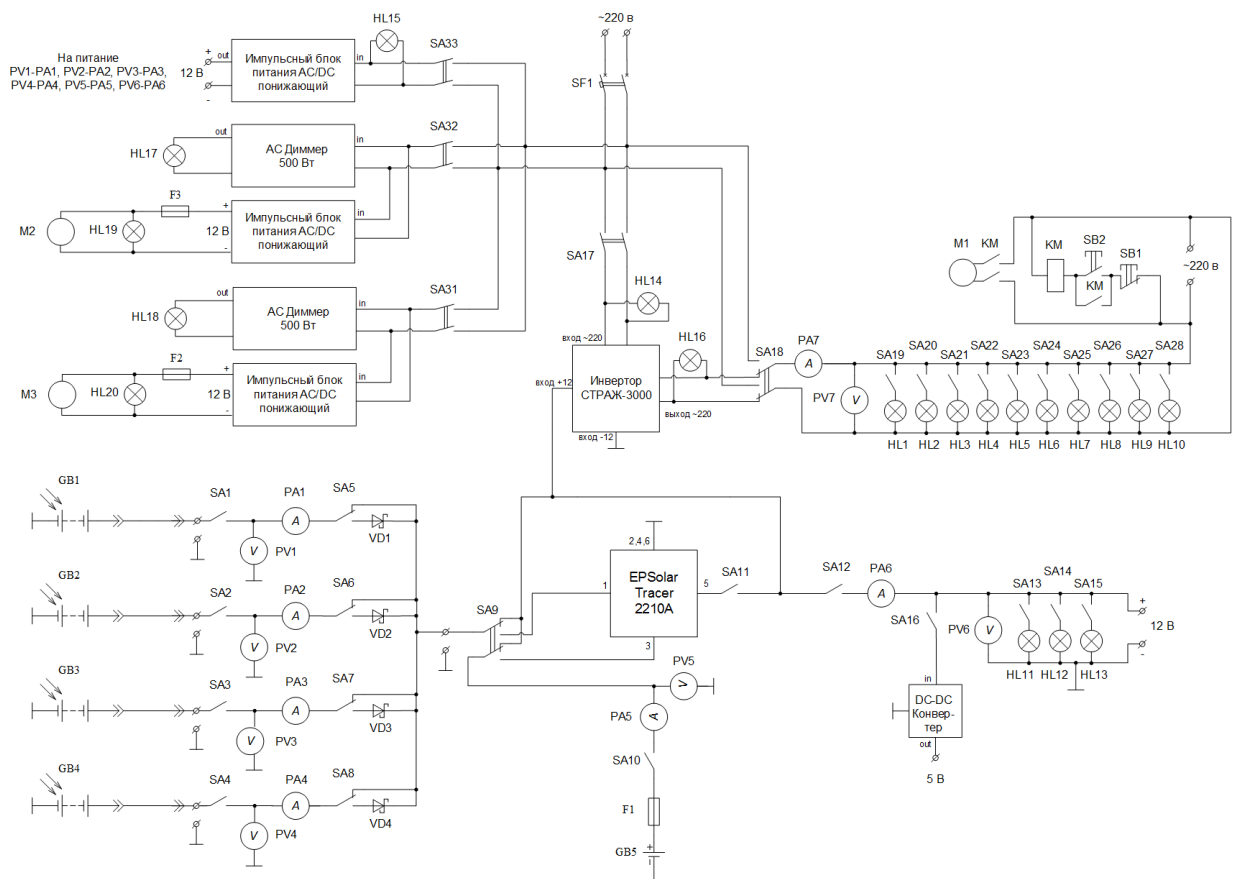 ~220 в
SF1
HL15
SA33
На питание
PV1-PA1, PV2-PA2, PV3-PA3,
PV4-PA4, PV5-PA5, PV6-PA6
12 В
+
-
out
Импульсный блок
питания AC/DC
понижающий
in
SA32
out
HL17
АС Диммер
500 Вт
in
F3
M2
HL19
+
12 В
-
Импульсный блок
питания AC/DC
понижающий
in
SA31
out
HL18
АС Диммер
500 Вт
in
F2
M3
HL20
+
12 В
-
Импульсный блок
питания AC/DC
понижающий
in
SA17
HL14
вход ~220
вход +12
Инвертор
СТРАЖ-3000
вход -12
выход ~220
HL16
SA18
PA7
A
PV7
V
M1
KM
KM
SB2
SB1
KM
~220 в
SA19
SA20
SA21
SA22
SA23
SA24
SA25
SA26
SA27
SA28
HL1
HL2
HL3
HL4
HL5
HL6
HL7
HL8
HL9
HL10
GB1
SA1
PA1
A
SA5
V
PV1
VD1
GB2
SA2
PA2
A
SA6
V
PV2
VD2
GB3
SA3
PA3
A
SA7
V
PV3
VD3
GB4
SA4
PA4
A
SA8
V
PV4
VD4
SA9
2,4,6
1
EPSolar
Tracer
2210A
5
3
SA11
PV5
V
PA5
A
SA10
F1
GB5
+
-
SA12
PA6
A
SA16
PV6
V
SA13
SA14
SA15
HL11
HL12
HL13
+
12 В
-
in
DC-DC
Конвер-
тер
out
5 В